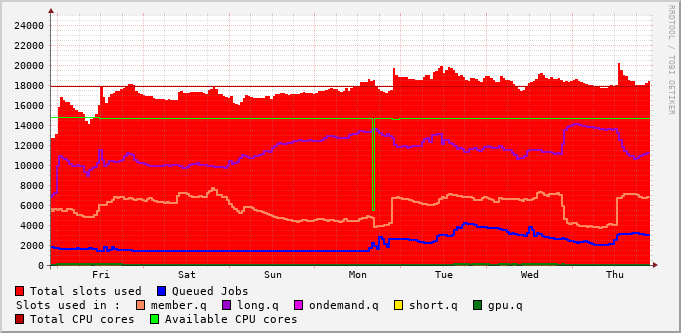 RRDTOOL / TOBI OETIKER
24000
22000
20000
18000
16000
14000
12000
10000
8000
6000
4000
2000
0
Fri Sat Sun Mon Tue Wed Thu
Total slots used Queued Jobs
Slots used in : member.q long.q ondemand.q short.q gpu.q
Total CPU cores Available CPU cores